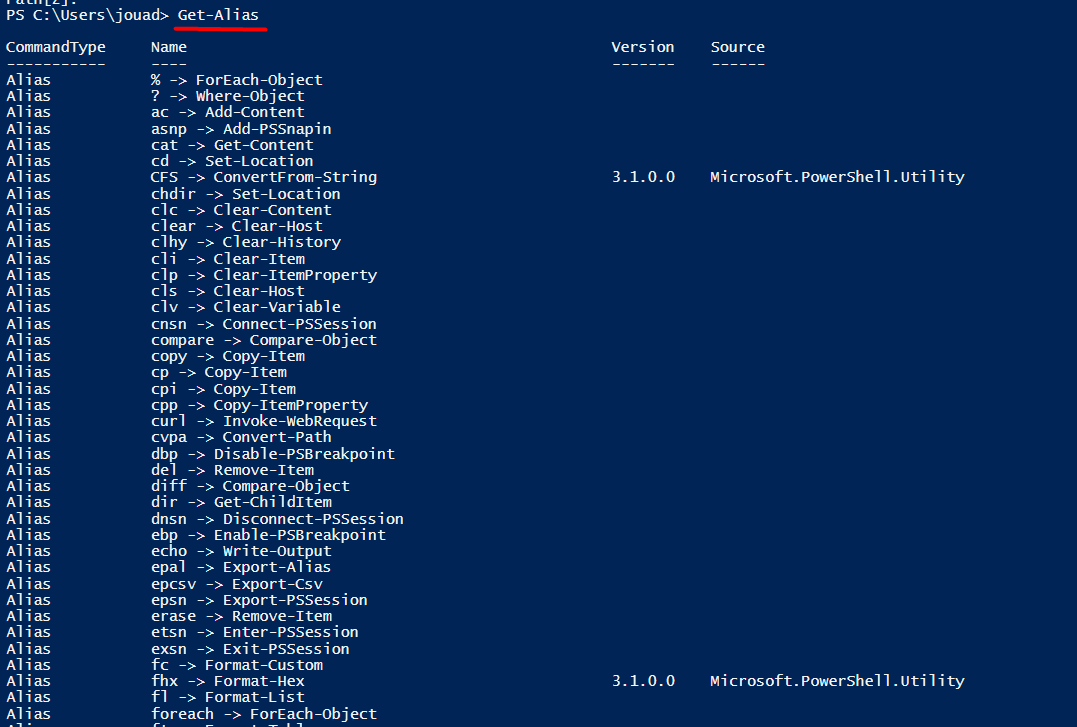 Path[2].
PS C:\Users\jouad> Get-Alias
CommandType Name Version Source
----------- ---- ------- ------
Alias % -> ForEach-Object
Alias ? -> Where-Object
Alias ac -> Add-Content
Alias asnp -> Add-PSSnapin
Alias cat -> Get-Content
Alias cd -> Set-Location
Alias CFS -> ConvertFrom-String 3.1.0.0 Microsoft.PowerShell.Utility
Alias chdir -> Set-Location
Alias clc -> Clear-Content
Alias clear -> Clear-Host
Alias clhy -> Clear-History
Alias cli -> Clear-Item
Alias clp -> Clear-ItemProperty
Alias cls -> Clear-Host
Alias clv -> Clear-Variable
Alias cnsn -> Connect-PSSession
Alias compare -> Compare-Object
Alias copy -> Copy-Item
Alias cp -> Copy-Item
Alias cpi -> Copy-Item
Alias cpp -> Copy-ItemProperty
Alias curl -> Invoke-WebRequest
Alias cvpa -> Convert-Path
Alias dbp -> Disable-PSBreakpoint
Alias del -> Remove-Item
Alias diff -> Compare-Object
Alias dir -> Get-ChildItem
Alias dnsn -> Disconnect-PSSession
Alias ebp -> Enable-PSBreakpoint
Alias echo -> Write-Output
Alias epal -> Export-Alias
Alias epcsv -> Export-Csv
Alias epsn -> Export-PSSession
Alias erase -> Remove-Item
Alias etsn -> Enter-PSSession
Alias exsn -> Exit-PSSession
Alias fc -> Format-Custom
Alias fhx -> Format-Hex 3.1.0.0 Microsoft.PowerShell.Utility
Alias fl -> Format-List
Alias foreach -> ForEach-Object